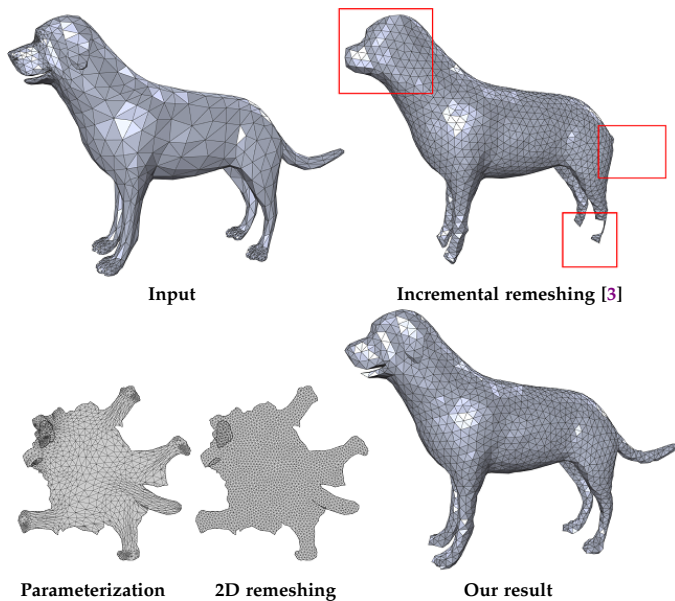 Input
Incremental remeshing [3]
Parameterization
2D remeshing
Our result